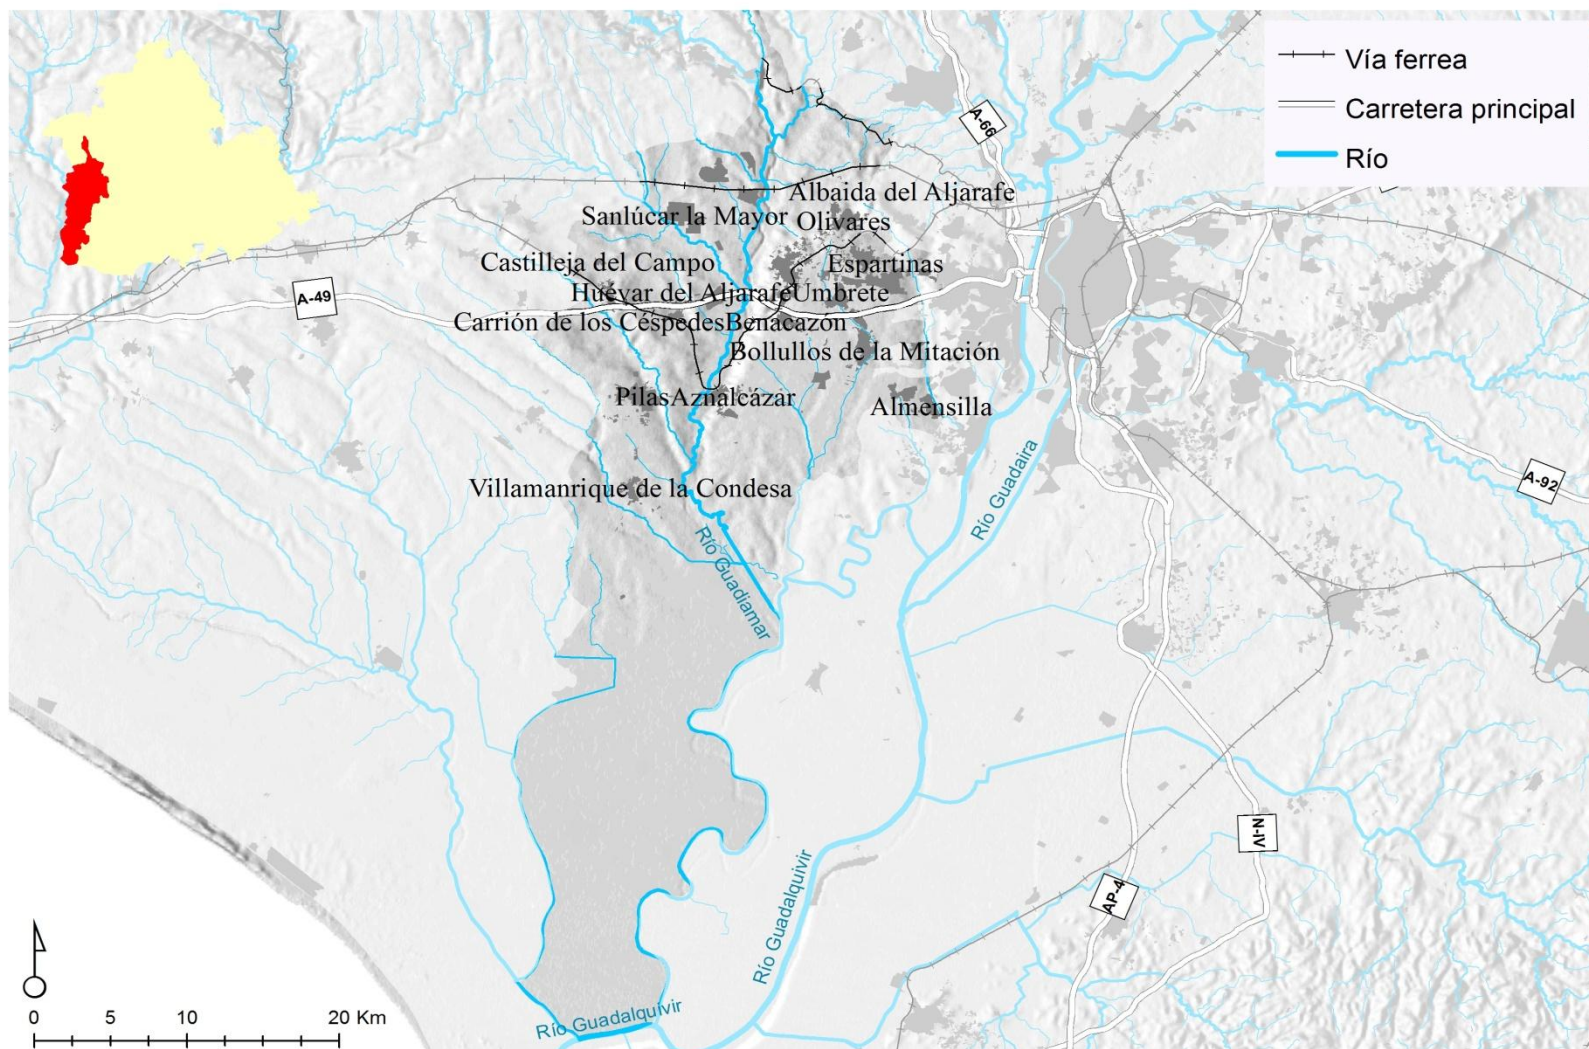 Vía ferrea
Carretera principal
Río
A-66
Albaida del Aljarafe
Sanlúcar la Mayor
Olivares
Castilleja del Campo
Espartinas
A-49
Huévar del Aljarafe
Umbrete
Carrión de los Céspedes
Benacazón
Bollullos de la Mitación
Pilas
Aznalcázar
Almensilla
Villamanrique de la Condesa
A-92
Río Guadaira
Río Guadiamar
N-IV
AP-4
Río Guadalquivir
Río Guadalquivir
0 5 10 20 Km